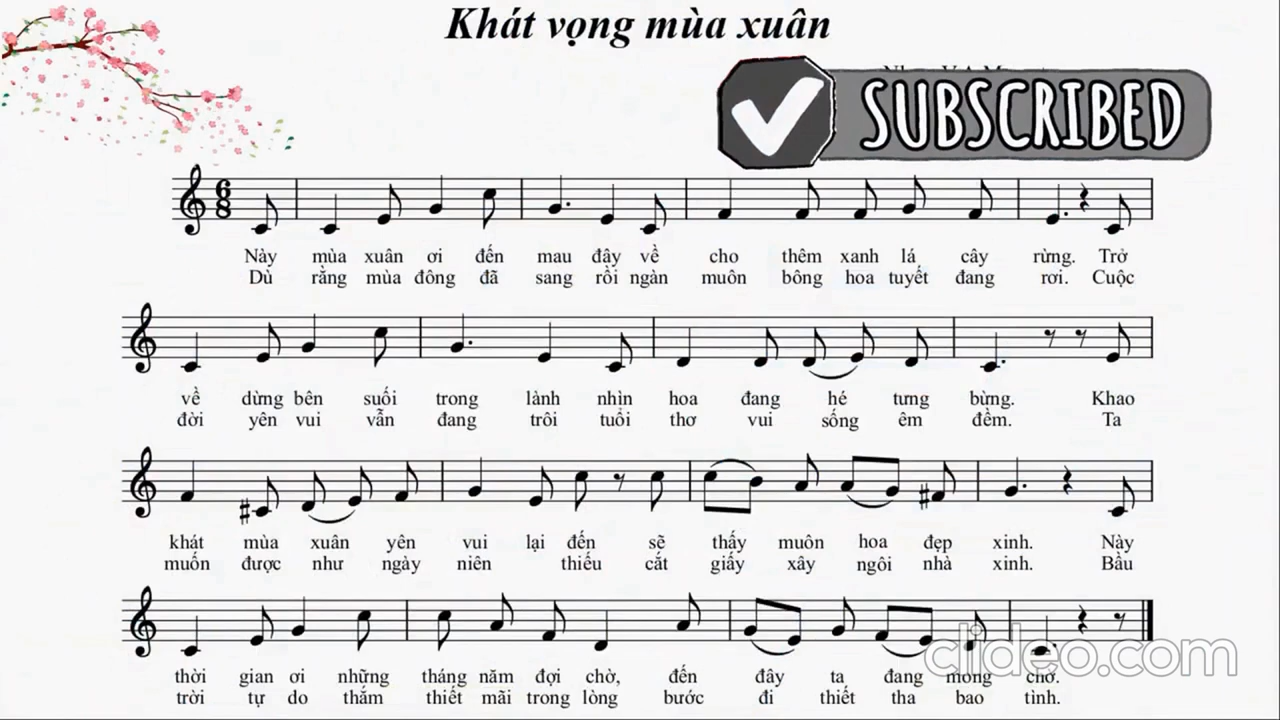 Khát vọng mùa xuân
SUBSCRIBED
6
8
Này mùa xuân ơi đến mau đây về cho thêm xanh lá cây rừng. Trở
Dù rằng mùa đông đã sang rồi ngàn muôn bông hoa tuyết đang rơi. Cuộc
về dừng bên suối trong lành nhìn hoa đang hé tưng bừng. Khao
đời yên vui vẫn đang trôi tuổi thơ vui sống êm đềm. Ta
khát mùa xuân yên vui lại đến sẽ thấy muôn hoa đẹp xinh. Này
muốn được như ngày niên thiếu cắt giấy xây ngôi nhà xinh. Bầu
clideo.com
thời gian ơi những tháng năm đợi chờ, đến đây ta đang mong chờ.
trời tự do thắm thiết mãi trong lòng bước đi thiết tha bao tình.